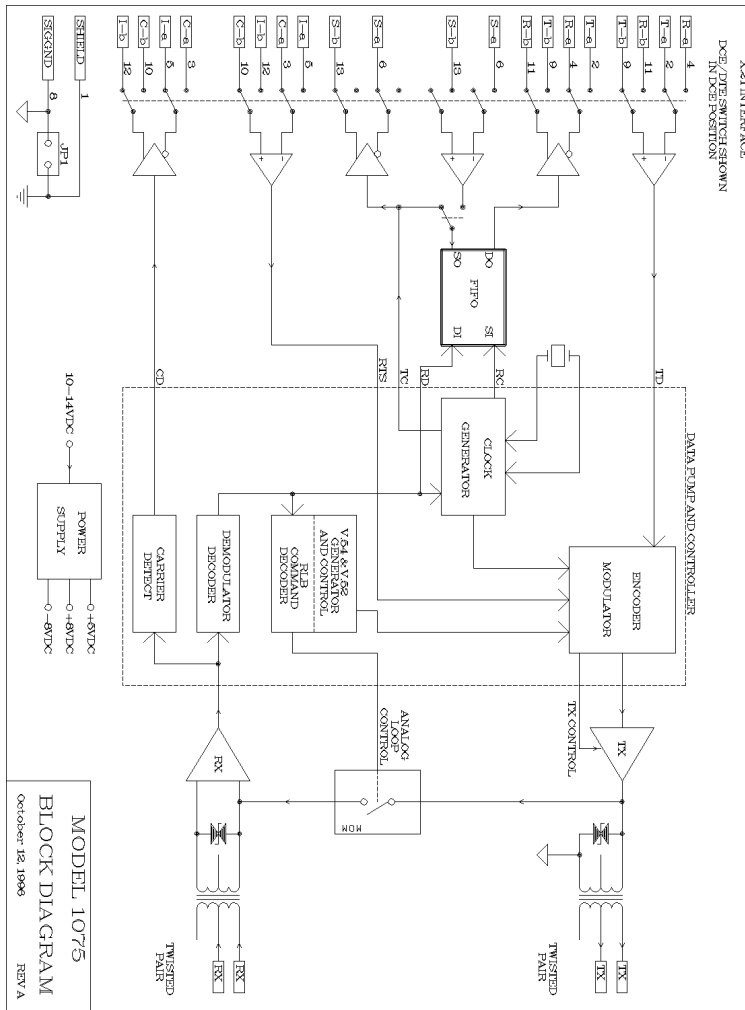 X.21 INTERFACE
DCE/DTE SWITCH SHOWN
IN DCE POSITION
R-a 4
T-a 2
R-b 11
T-b 9
T-a 2
R-a 4
T-b 9
R-b 11
S-a 6
S-b 13
S-a 6
S-b 13
I-a 5
C-a 3
I-b 12
C-b 10
C-a 3
I-a 5
C-b 10
I-b 12
SHIELD 1
SIGGND 8
JP1
+
-
-
+
-
+
DO SI
FIFO
SO DI
TD
RC
RD
TC
RTS
CD
DATA PUMP AND CONTROLLER
CLOCK
GENERATOR
ENCODER
MODULATOR
V.54 & V.52
GENERATOR
AND CONTROL
RLB
COMMAND
DECODER
DEMODULATOR
DECODER
CARRIER
DETECT
TX CONTROL
TX
ANALOG
LOOP
CONTROL
MOM
RX
TX
TX
TWISTED
PAIR
RX
RX
TWISTED
PAIR
10-14VDC
POWER
SUPPLY
+5VDC
+8VDC
-8VDC
MODEL 1075
BLOCK DIAGRAM
October 12, 1996 REV A